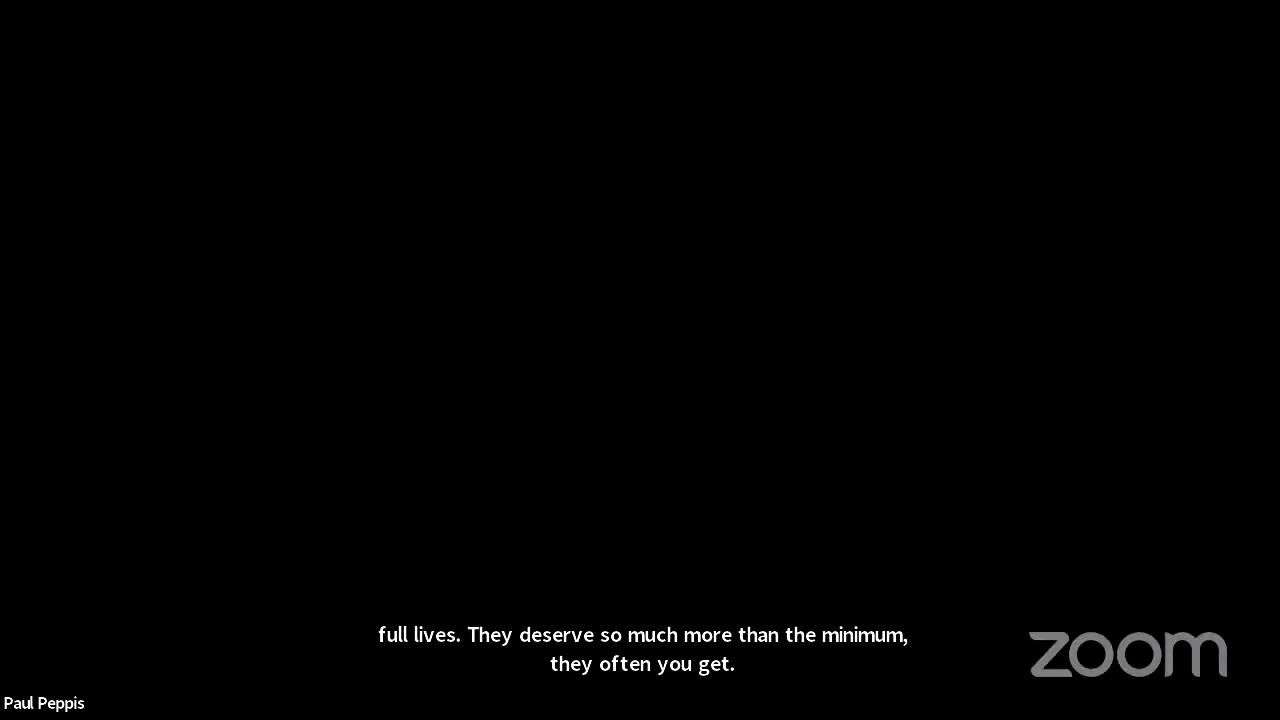 full lives. They deserve so much more than the minimum,
they often you get.
zoom
Paul Peppis